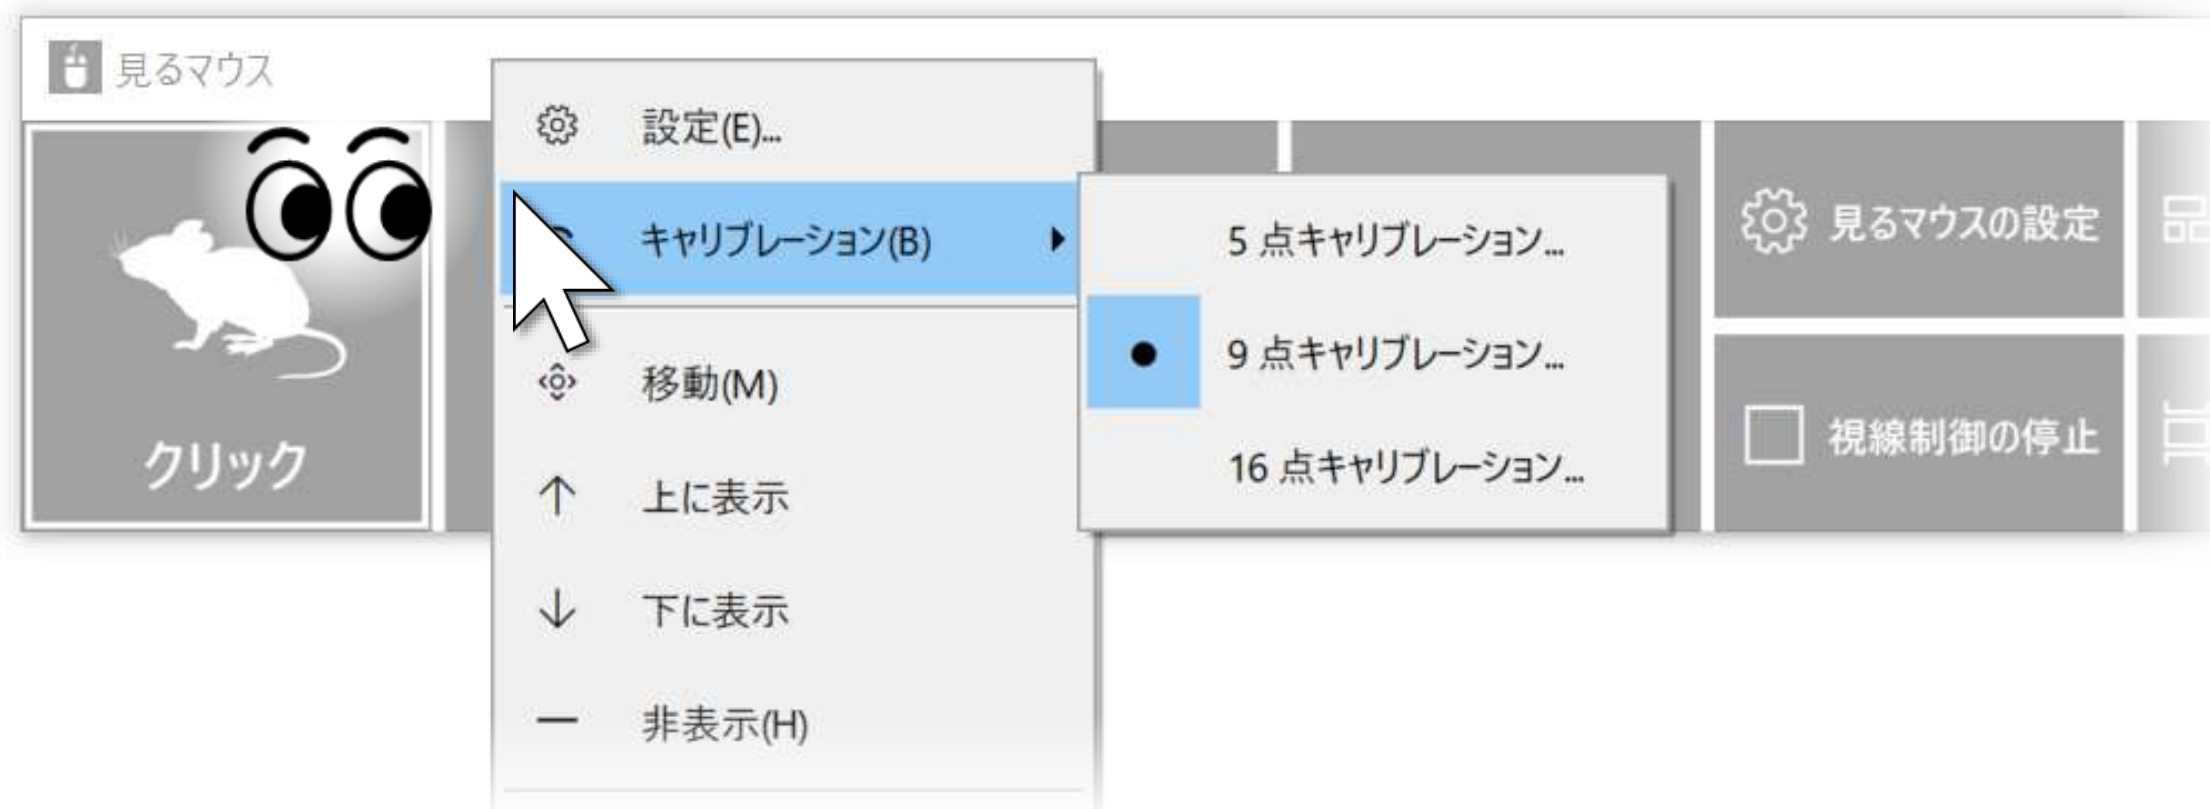 見るマウス
クリック
設定(E)...
キャリブレーション(B)
移動(M)
上に表示
下に表示
非表示(H)
5 点キャリブレーション...
9 点キャリブレーション...
16 点キャリブレーション...
見るマウスの設定
視線制御の停止